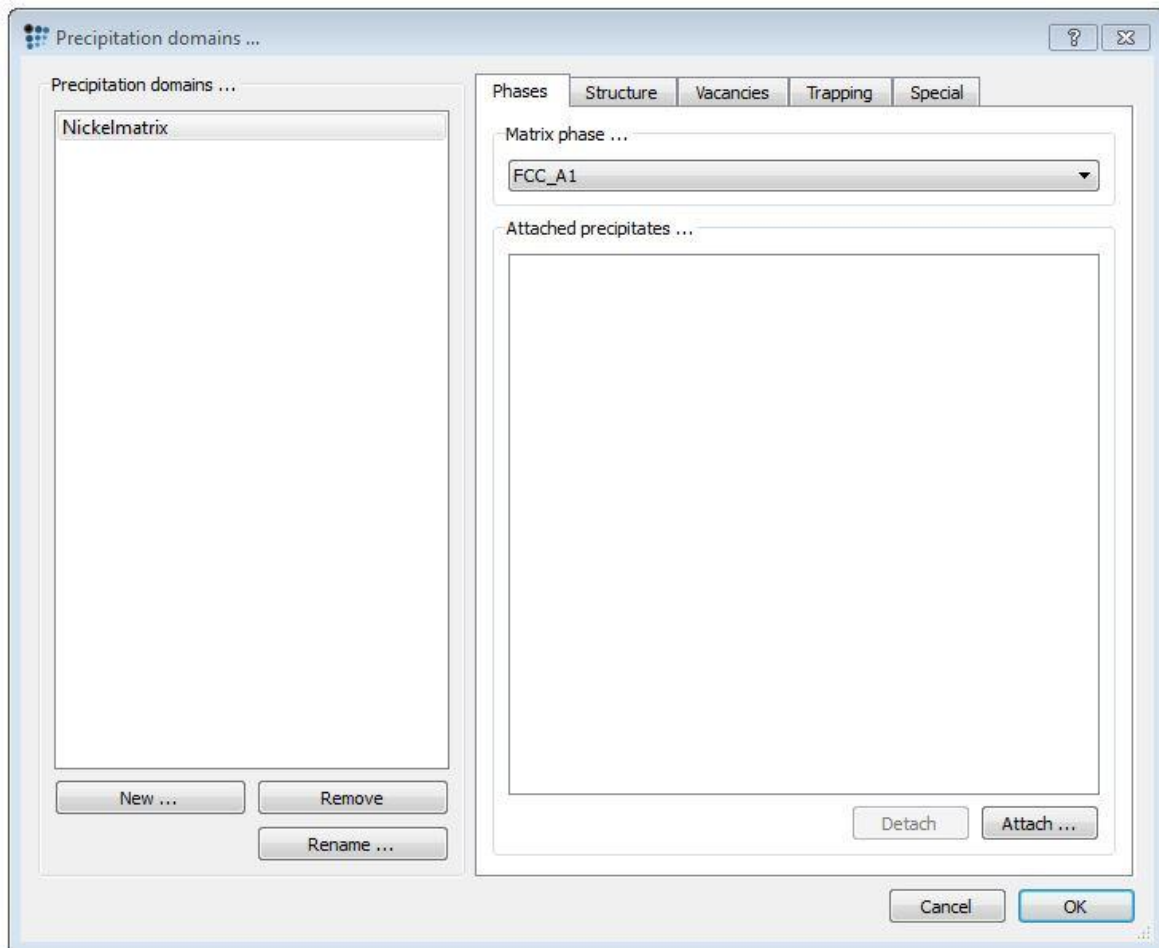 Precipitation domains ...
Precipitation domains ...
Nickelmatrix
New ...
Remove
Rename ...
Phases
Structure
Vacancies
Trapping
Special
Matrix phase ...
FCC_A1
Attached precipitates ...
Detach
Attach ...
Cancel
OK